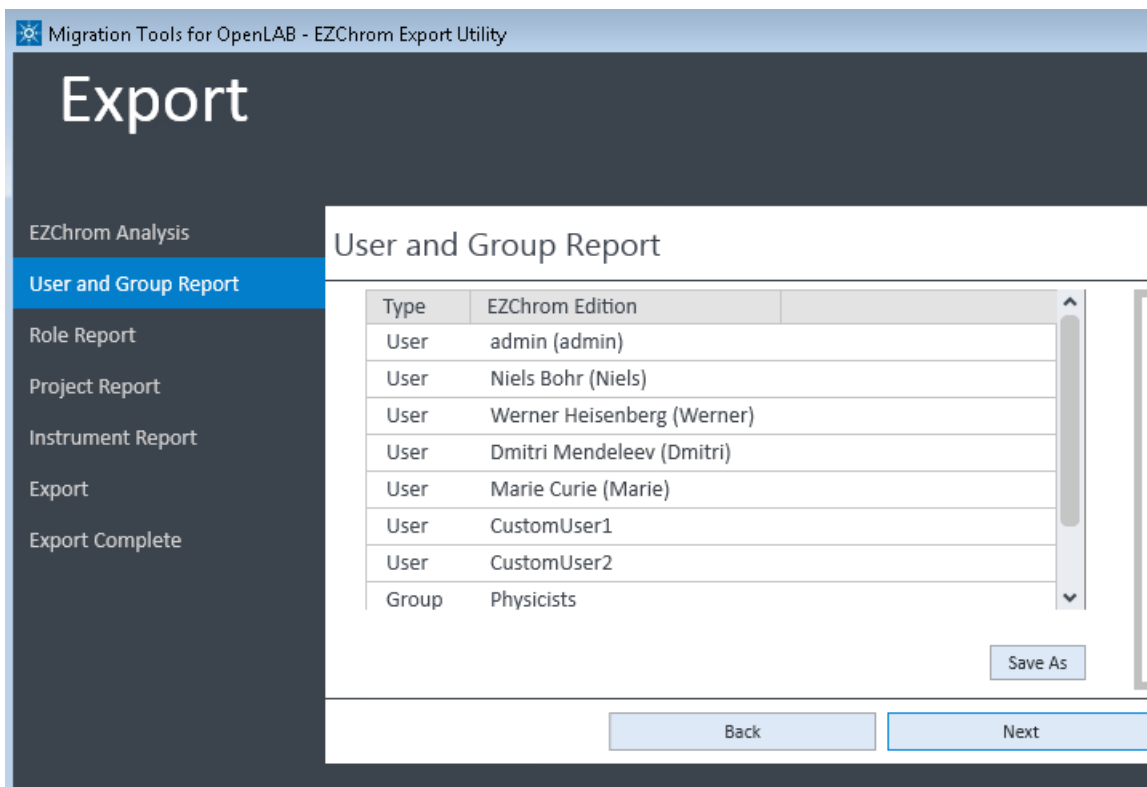 Migration Tools for OpenLAB - EZChrom Export Utility
Export
EZChrom Analysis
User and Group Report
Role Report
Project Report
Instrument Report
Export
Export Complete
User and Group Report
Type EZChrom Edition
User admin (admin)
User Niels Bohr (Niels)
User Werner Heisenberg (Werner)
User Dmitri Mendeleev (Dmitri)
User Marie Curie (Marie)
User CustomUser1
User CustomUser2
Group Physicists
Save As
Back Next